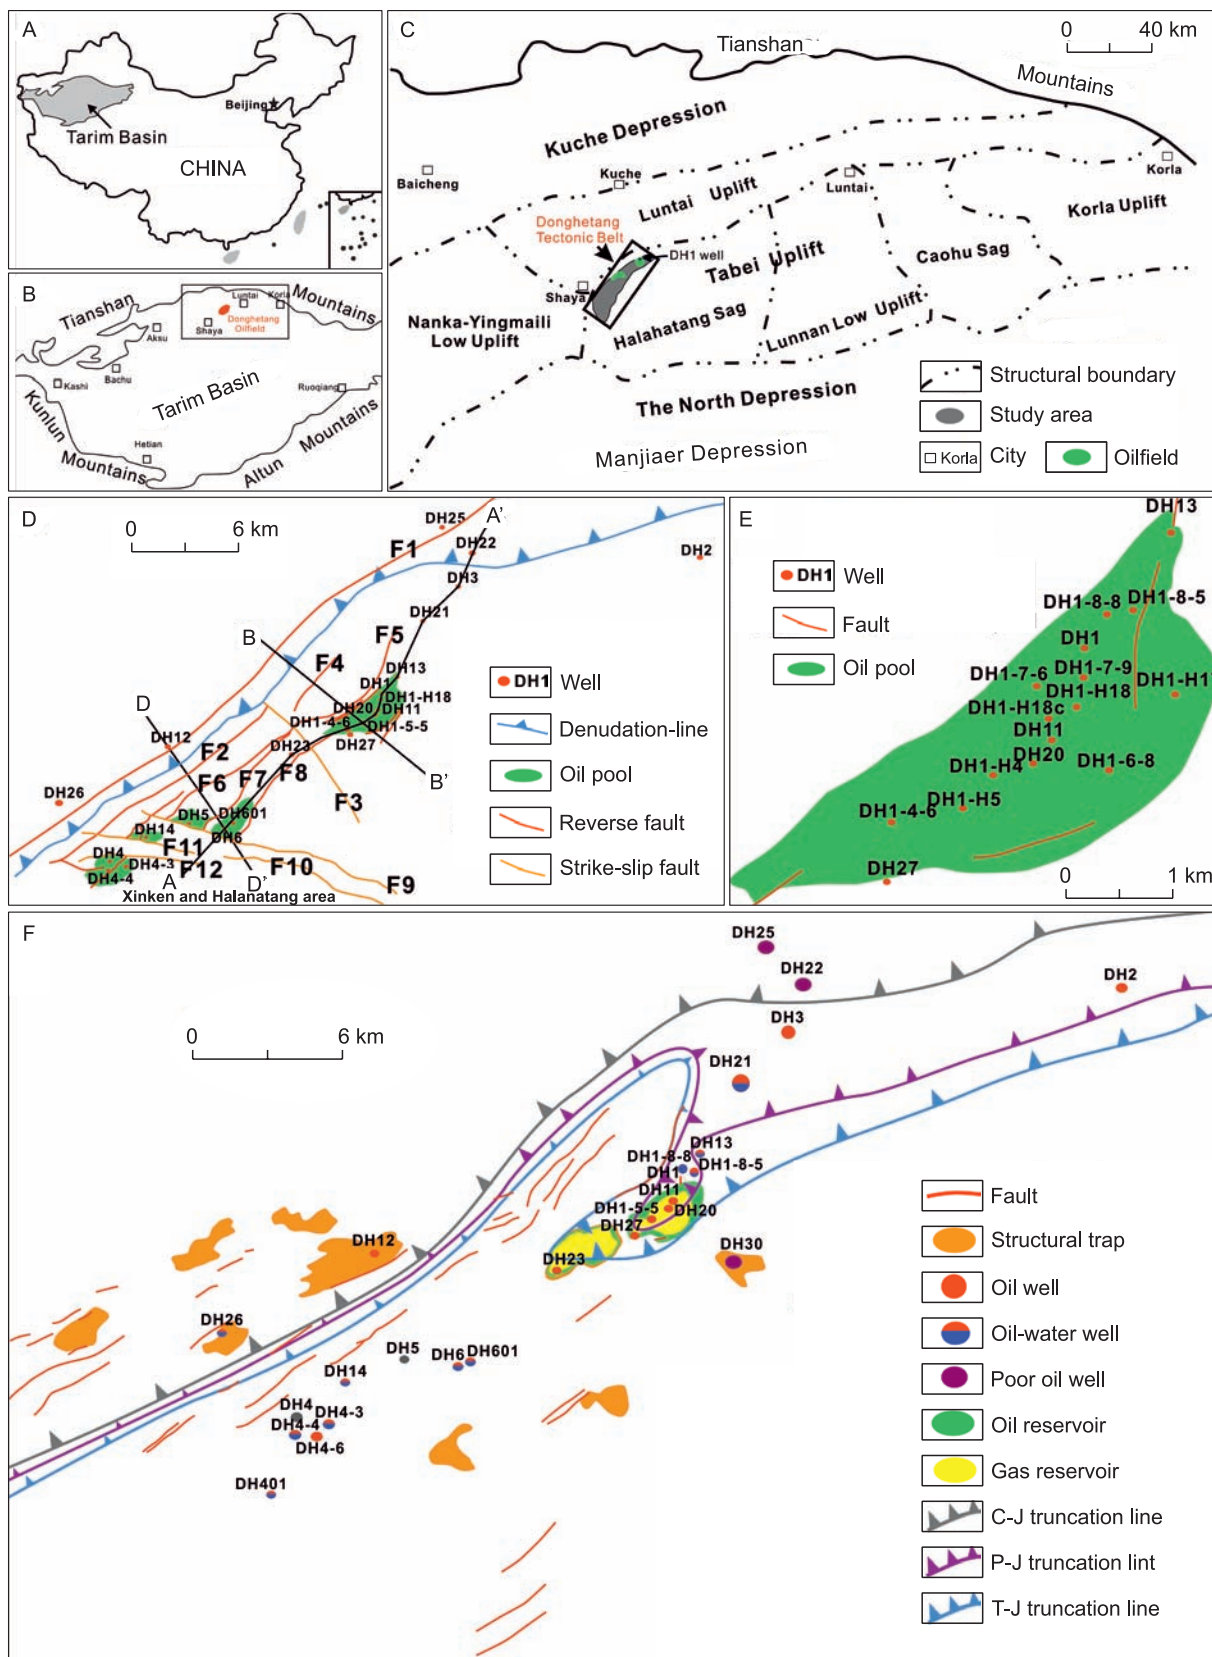 A
Beijing
Tarim Basin
CHINA
B
Tianshan
Mountains
Luntai
Korla
Shaya
Donghetang
Oilfield
Aksu
Bachu
Kashi
Ruoqiang
Tarim Basin
Hetian
Kunlun
Mountains
Altun
Mountains
C
Tianshan
Mountains
0 40 km
Kuche Depression
Baicheng
Kuche
Luntai Uplift
Luntai
Korla
Korla Uplift
Donghetang
Tectonic Belt
DH1 well
Tabei Uplift
Caohu Sag
Shaya
Nanka-Yingmaili
Low Uplift
Halahatang Sag
Lunnan Low Uplift
The North Depression
Manjiaer Depression
Structural boundary
Study area
Korla City
Oilfield
D
0 6 km
DH25
A'
F1
DH22
DH2
DH3
DH21
B
F5
F4
DH13
DH1
DH1-H18
DH20
DH11
DH1-4-6
DH1-5-5
D
DH12
DH23
DH27
F2
F8
B'
F6
F7
F3
DH26
DH5
DH601
DH14
DH6
F11
DH4
DH4-3
F12
F10
DH4-4
A
D'
F9
Xinken and Halanatang area
DH1 Well
Denudation-line
Oil pool
Reverse fault
Strike-slip fault
E
DH13
DH1 Well
Fault
Oil pool
DH1-8-8
DH1-8-5
DH1
DH1-7-6
DH1-7-9
DH1-H18
DH1-H17
DH1-H18c
DH11
DH20
DH1-H4
DH1-6-8
DH1-H5
DH1-4-6
DH27
0 1 km
F
0 6 km
DH25
DH22
DH2
DH3
DH21
DH13
DH1-8-8
DH1
DH1-8-5
DH11
DH1-5-5
DH20
DH27
DH23
DH30
DH12
DH26
DH5
DH6
DH601
DH14
DH4
DH4-3
DH4-4
DH4-6
DH401
Fault
Structural trap
Oil well
Oil-water well
Poor oil well
Oil reservoir
Gas reservoir
C-J truncation line
P-J truncation lint
T-J truncation line